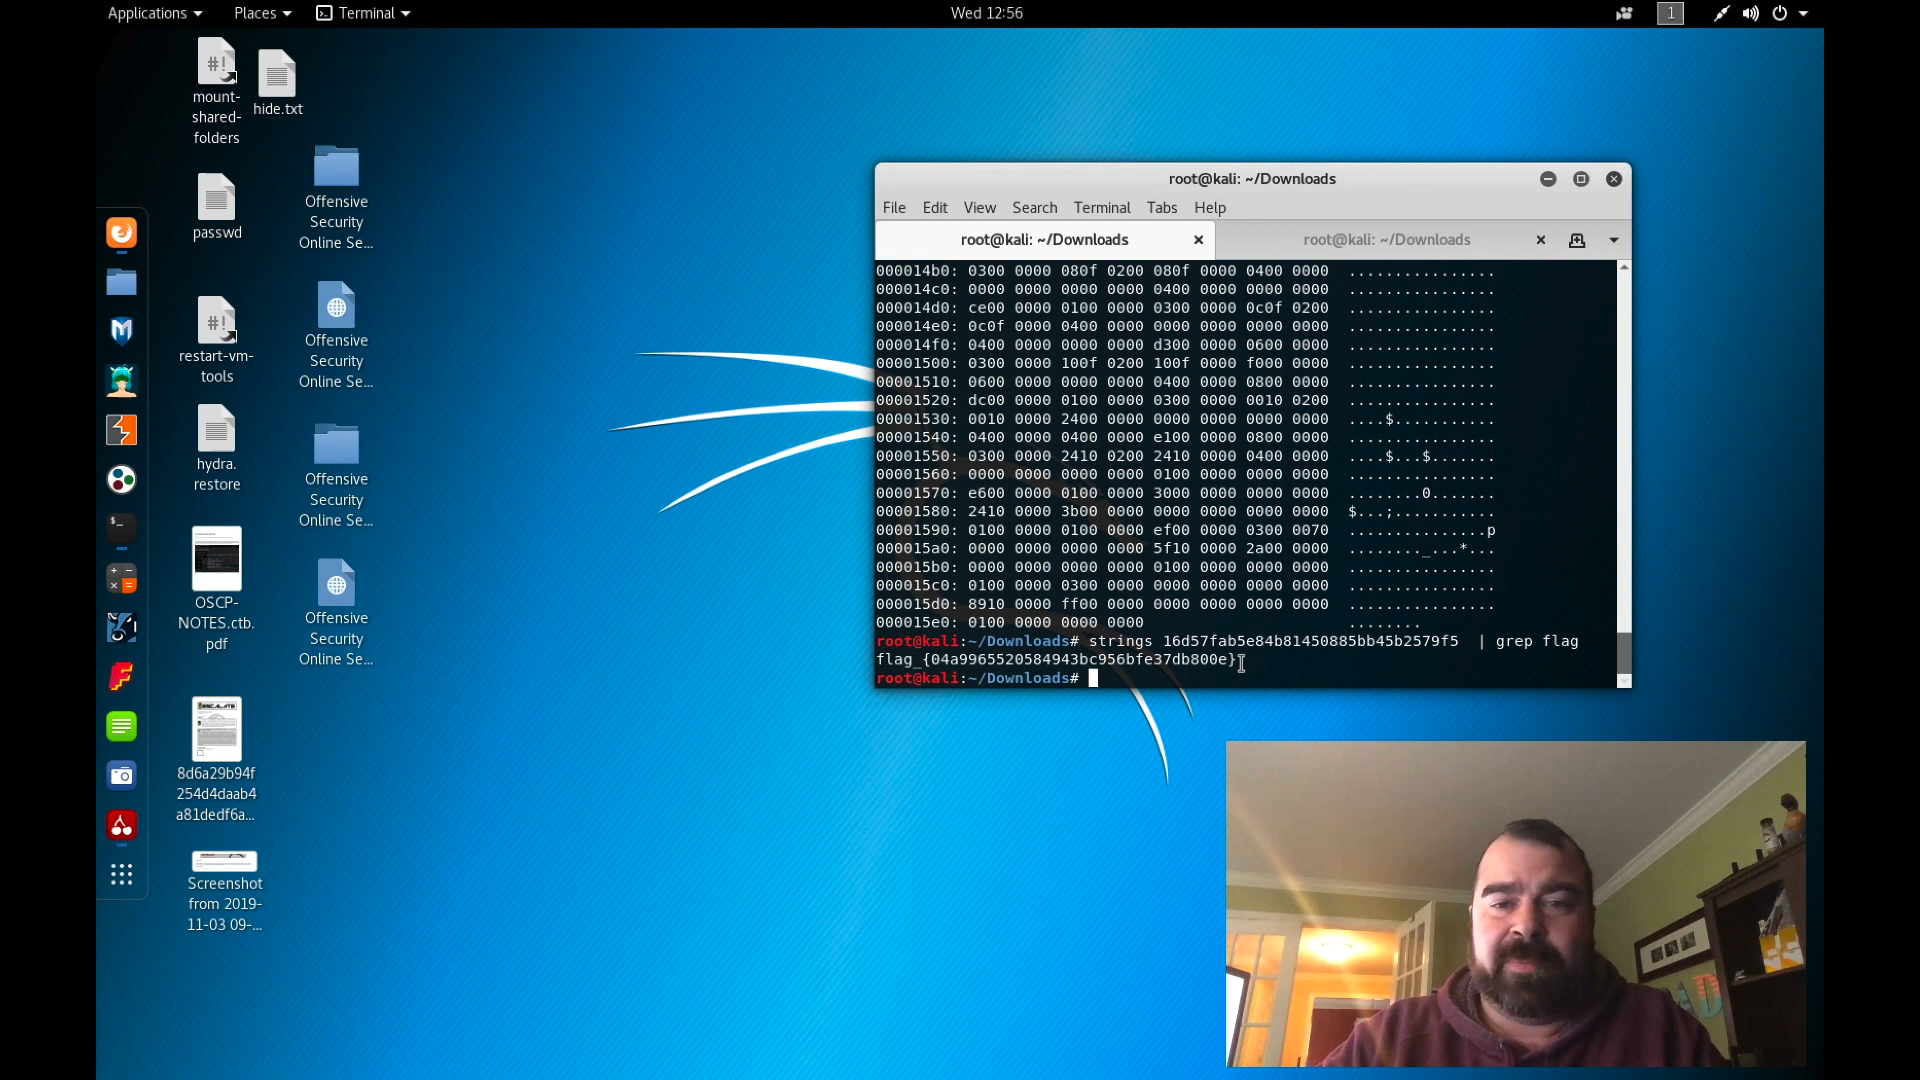 Applications
Places
Terminal
Wed 12:56
1
mount-
shared-
folders
hide.txt
passwd
Offensive
Security
Online Se...
restart-vm-
tools
Offensive
Security
Online Se...
hydra.
restore
Offensive
Security
Online Se...
OSCP-
NOTES.ctb.
pdf
Offensive
Security
Online Se...
ESCALATE
8d6a29b94f
254d4daab4
a81dedf6a...
Screenshot
from 2019-
11-03 09-...
root@kali: ~/Downloads
File Edit View Search Terminal Tabs Help
root@kali: ~/Downloads
root@kali: ~/Downloads
000014b0: 0300 0000 080f 0200 080f 0000 0400 0000 ................
000014c0: 0000 0000 0000 0000 0400 0000 0000 0000 ................
000014d0: ce00 0000 0100 0000 0300 0000 0c0f 0200 ................
000014e0: 0c0f 0000 0400 0000 0000 0000 0000 0000 ................
000014f0: 0400 0000 0000 0000 d300 0000 0600 0000 ................
00001500: 0300 0000 100f 0200 100f 0000 f000 0000 ................
00001510: 0600 0000 0000 0000 0400 0000 0800 0000 ................
00001520: dc00 0000 0100 0000 0300 0000 0010 0200 ................
00001530: 0010 0000 2400 0000 0000 0000 0000 0000 ....$...........
00001540: 0400 0000 0400 0000 e100 0000 0800 0000 ................
00001550: 0300 0000 2410 0200 2410 0000 0400 0000 ....$...$.......
00001560: 0000 0000 0000 0000 0100 0000 0000 0000 ................
00001570: e600 0000 0100 0000 3000 0000 0000 0000 ........0.......
00001580: 2410 0000 3b00 0000 0000 0000 0000 0000 $...;...........
00001590: 0100 0000 0100 0000 ef00 0000 0300 0070 ...............p
000015a0: 0000 0000 0000 0000 5f10 0000 2a00 0000 ........_...*...
000015b0: 0000 0000 0000 0000 0100 0000 0000 0000 ................
000015c0: 0100 0000 0300 0000 0000 0000 0000 0000 ................
000015d0: 8910 0000 ff00 0000 0000 0000 0000 0000 ................
000015e0: 0100 0000 0000 0000 ........
root@kali:~/Downloads# strings 16d57fab5e84b81450885bb45b2579f5 | grep flag
flag_{04a9965520584943bc956bfe37db800e}
root@kali:~/Downloads#